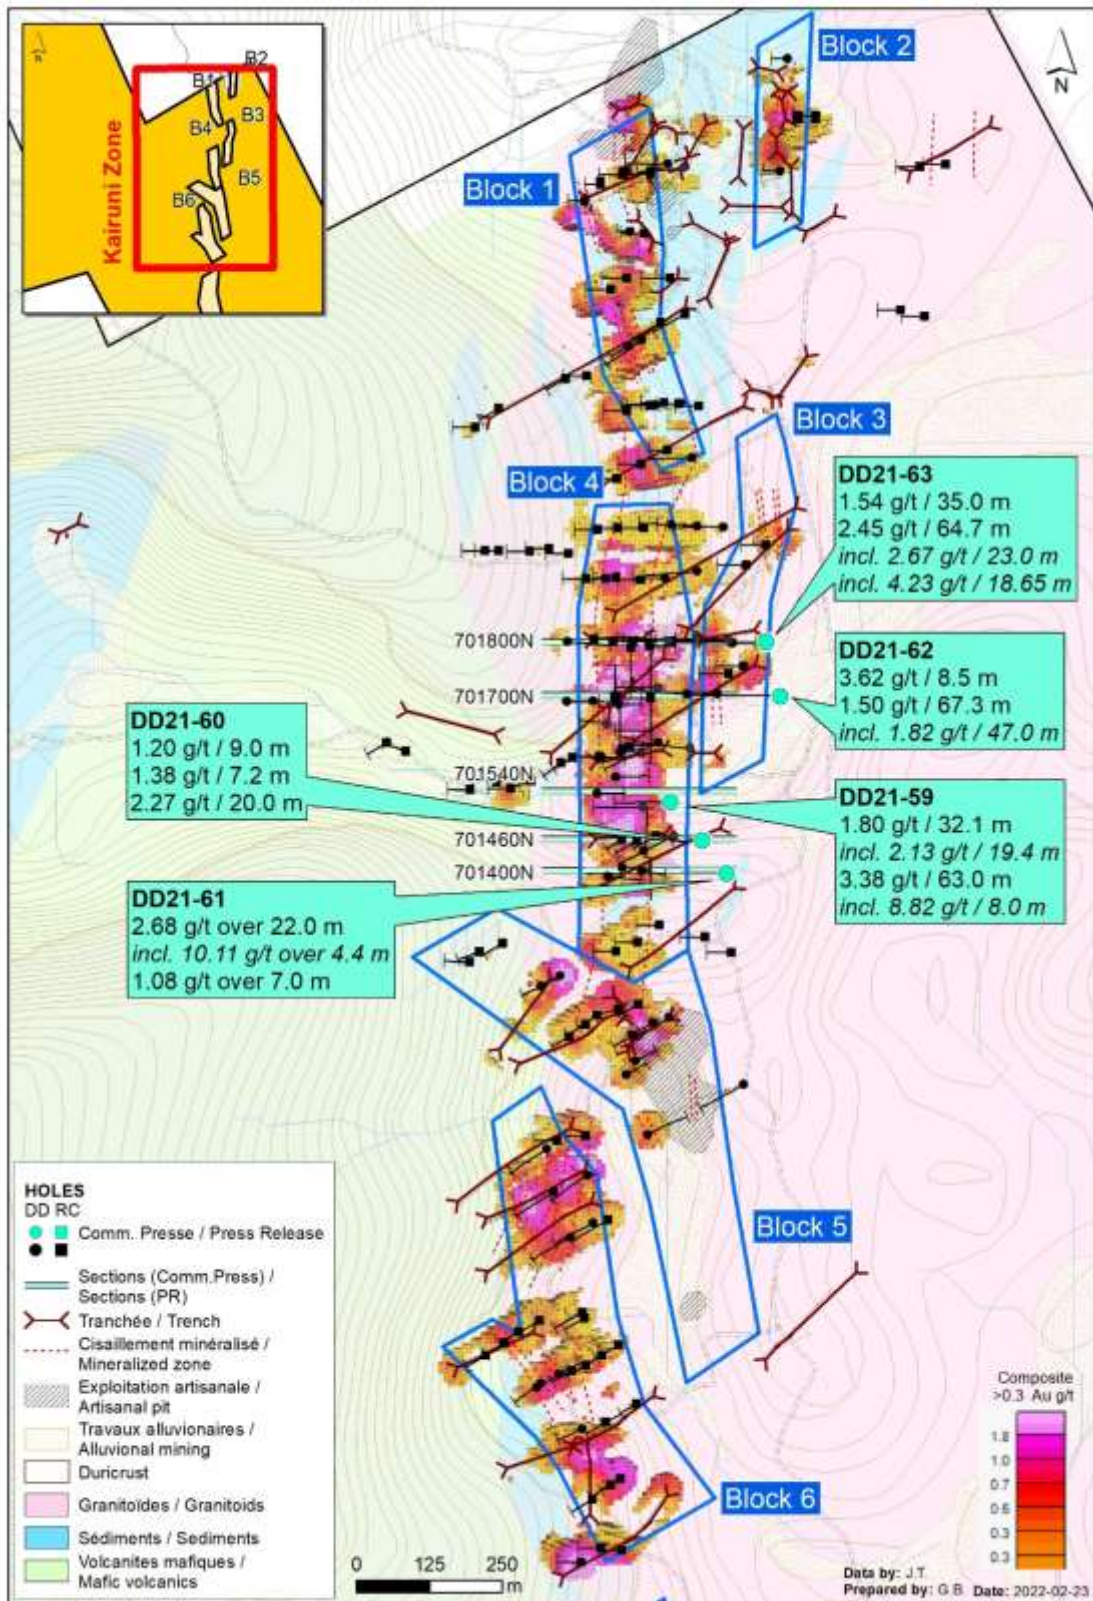 N
B2
B1
B3
B4
B5
B6
Kairuni Zone
Block 2
N
Block 1
Block 3
Block 4
DD21-63
1.54 g/t / 35.0 m
2.45 g/t / 64.7 m
incl. 2.67 g/t / 23.0 m
incl. 4.23 g/t / 18.65 m
701800N
DD21-62
3.62 g/t / 8.5 m
1.50 g/t / 67.3 m
incl. 1.82 g/t / 47.0 m
701700N
DD21-60
1.20 g/t / 9.0 m
1.38 g/t / 7.2 m
2.27 g/t / 20.0 m
701540N
DD21-59
1.80 g/t / 32.1 m
incl. 2.13 g/t / 19.4 m
3.38 g/t / 63.0 m
incl. 8.82 g/t / 8.0 m
701460N
701400N
DD21-61
2.68 g/t over 22.0 m
incl. 10.11 g/t over 4.4 m
1.08 g/t over 7.0 m
Block 5
Block 6
HOLES
DD RC
Comm. Presse / Press Release
Sections (Comm.Press) /
Sections (PR)
Tranchée / Trench
Cisaillement minéralisé /
Mineralized zone
Exploitation artisanale /
Artisanal pit
Travaux alluvionaires /
Alluvional mining
Duricrust
Granitoïdes / Granitoids
Sédiments / Sediments
Volcanites mafiques /
Mafic volcanics
0 125 250
m
Composite
>0.3 Au g/t
1.8
1.0
0.7
0.5
0.3
0.3
Data by: J.T.
Prepared by: G.B. Date: 2022-02-23